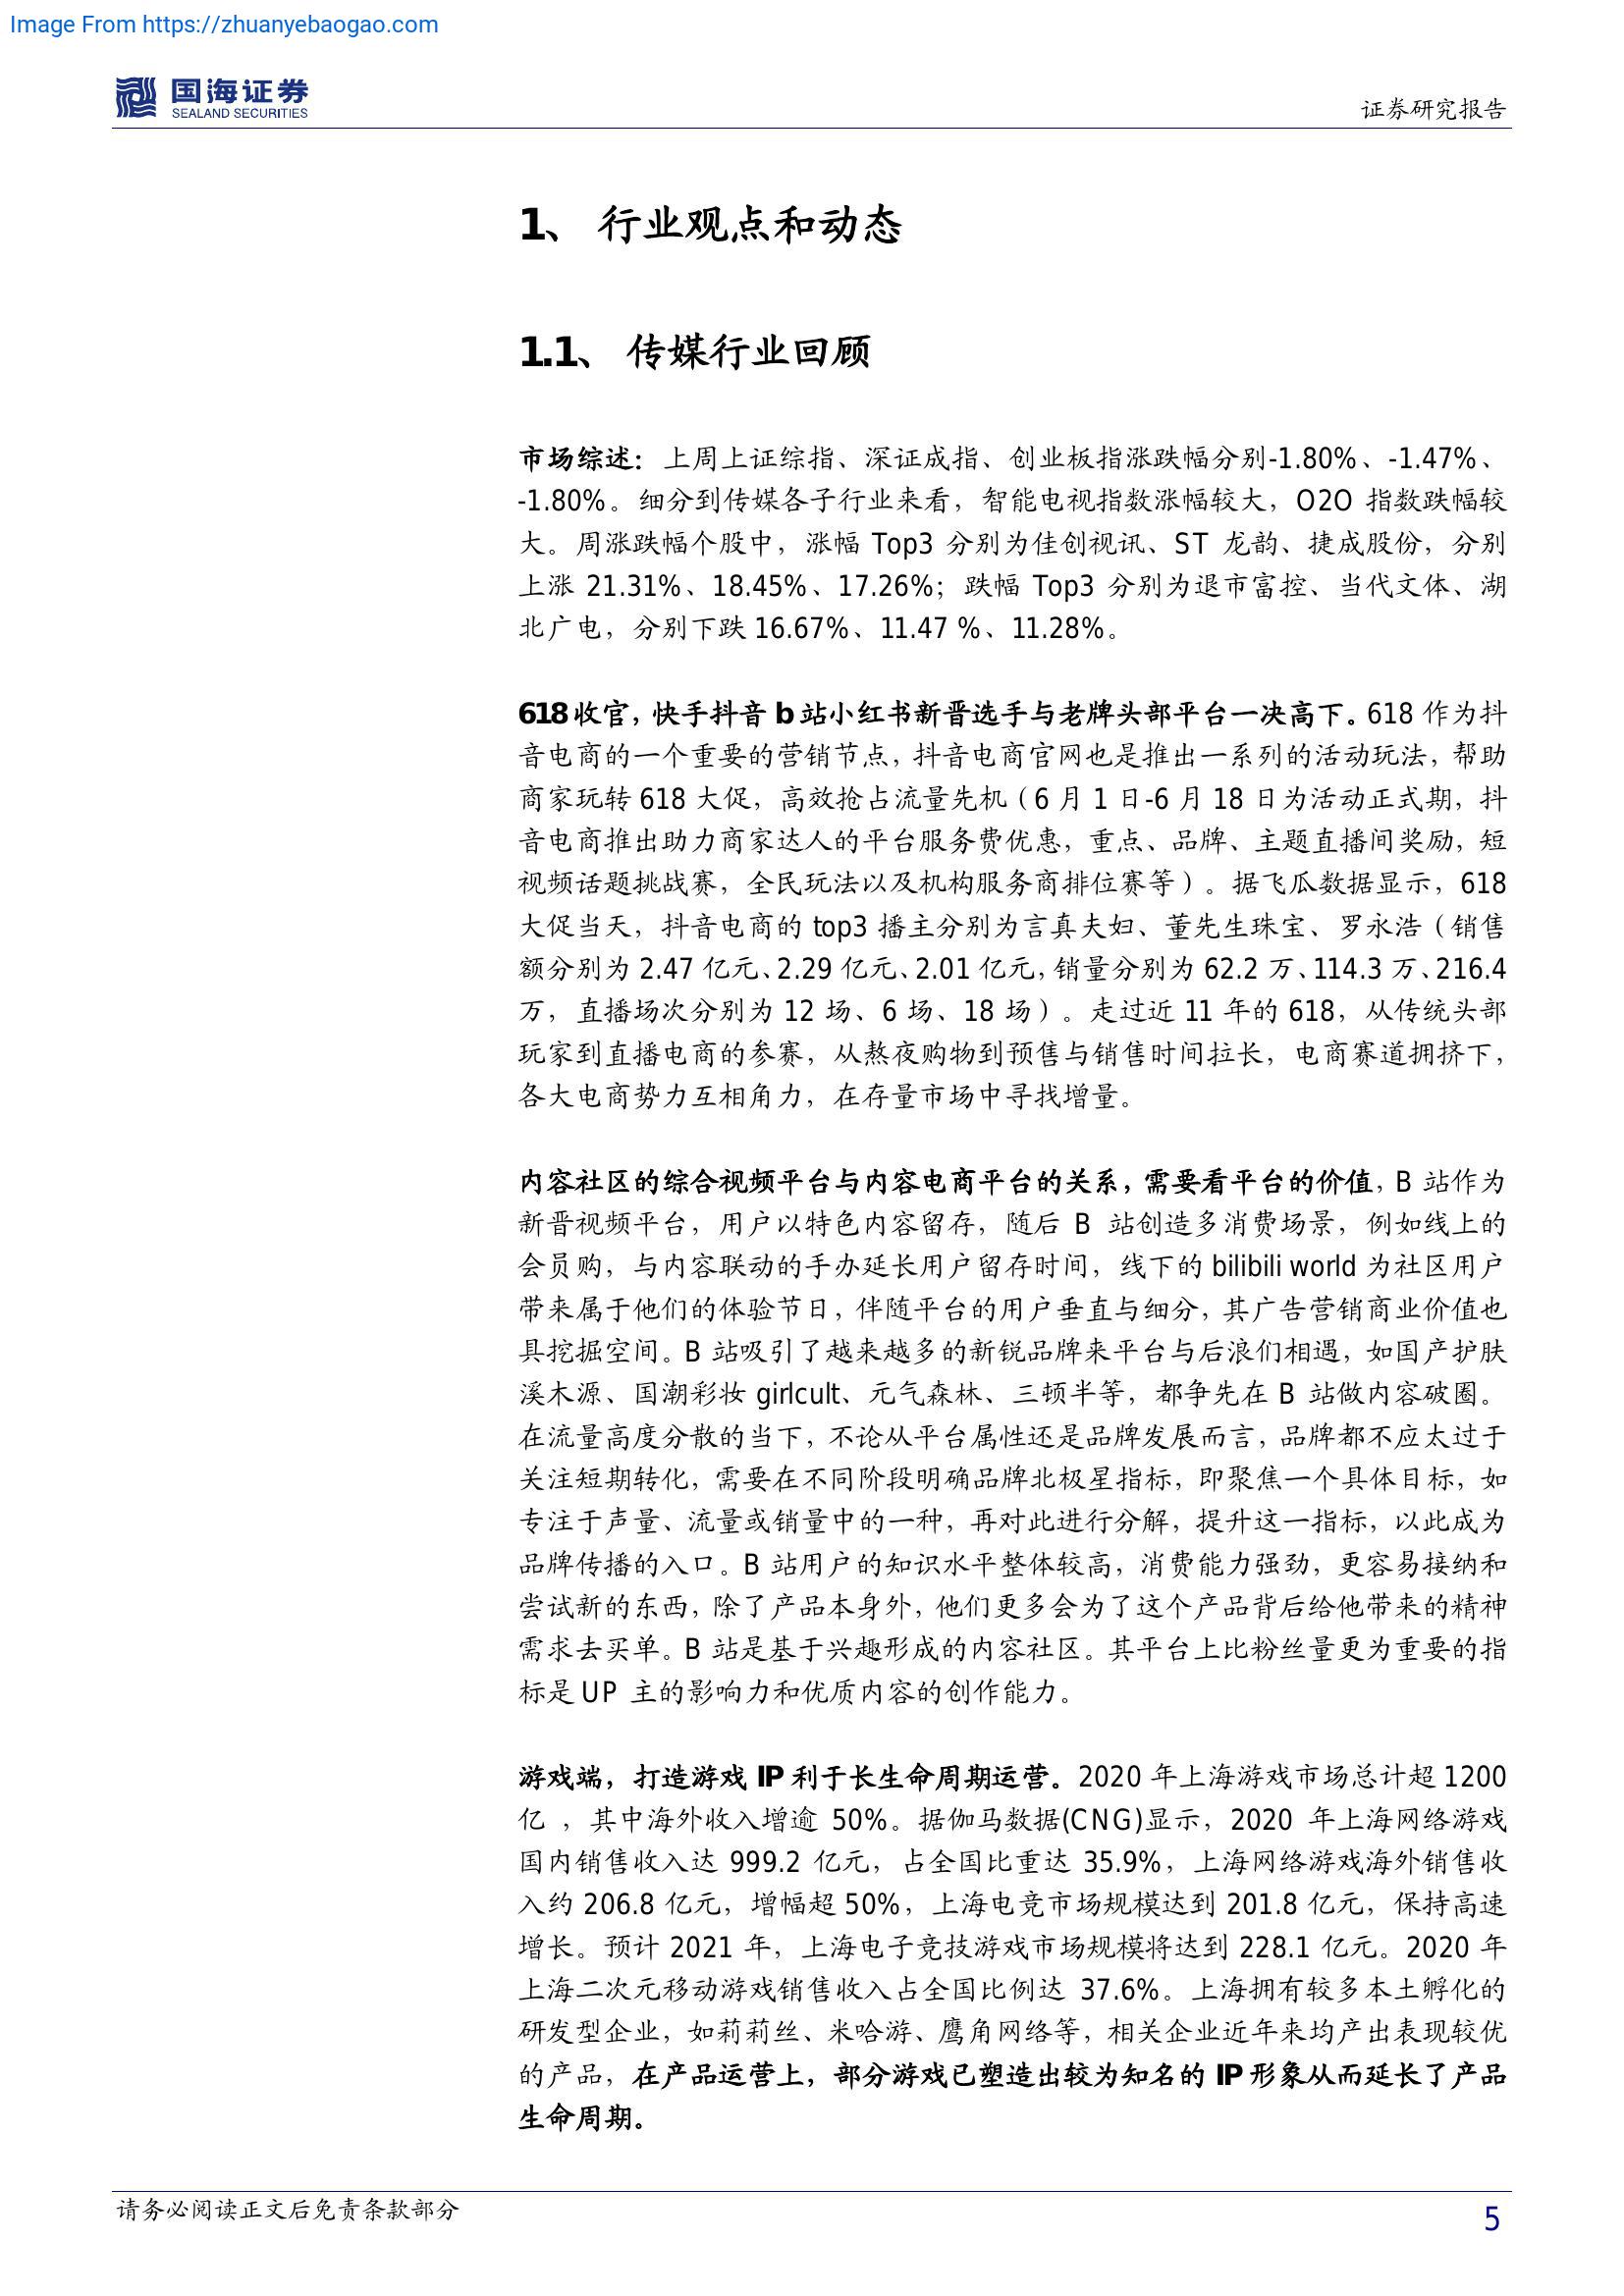 Image From https://zhuanyebaogao.com
国海证券
SEALAND SECURITIES
证券研究报告
1、 行业观点和动态
1.1、 传媒行业回顾
市场综述：上周上证综指、深证成指、创业板指涨跌幅分别-1.80%、-1.47%、
-1.80%。细分到传媒各子行业来看，智能电视指数涨幅较大，O2O 指数跌幅较
大。周涨跌幅个股中，涨幅 Top3 分别为佳创视讯、ST 龙韵、捷成股份，分别
上涨 21.31%、18.45%、17.26%；跌幅 Top3 分别为退市富控、当代文体、湖
北广电，分别下跌 16.67%、11.47 %、11.28%。
618 收官，快手抖音 b 站小红书新晋选手与老牌头部平台一决高下。618 作为抖
音电商的一个重要的营销节点，抖音电商官网也是推出一系列的活动玩法，帮助
商家玩转 618 大促，高效抢占流量先机（6 月 1 日-6 月 18 日为活动正式期，抖
音电商推出助力商家达人的平台服务费优惠，重点、品牌、主题直播间奖励，短
视频话题挑战赛，全民玩法以及机构服务商排位赛等）。据飞瓜数据显示，618
大促当天，抖音电商的 top3 播主分别为言真夫妇、董先生珠宝、罗永浩（销售
额分别为 2.47 亿元、2.29 亿元、2.01 亿元，销量分别为 62.2 万、114.3 万、216.4
万，直播场次分别为 12 场、6 场、18 场）。走过近 11 年的 618，从传统头部
玩家到直播电商的参赛，从熬夜购物到预售与销售时间拉长，电商赛道拥挤下，
各大电商势力互相角力，在存量市场中寻找增量。
内容社区的综合视频平台与内容电商平台的关系，需要看平台的价值，B 站作为
新晋视频平台，用户以特色内容留存，随后 B 站创造多消费场景，例如线上的
会员购，与内容联动的手办延长用户留存时间，线下的 bilibili world 为社区用户
带来属于他们的体验节日，伴随平台的用户垂直与细分，其广告营销商业价值也
具挖掘空间。B 站吸引了越来越多的新锐品牌来平台与后浪们相遇，如国产护肤
溪木源、国潮彩妆 girlcult、元气森林、三顿半等，都争先在 B 站做内容破圈。
在流量高度分散的当下，不论从平台属性还是品牌发展而言，品牌都不应太过于
关注短期转化，需要在不同阶段明确品牌北极星指标，即聚焦一个具体目标，如
专注于声量、流量或销量中的一种，再对此进行分解，提升这一指标，以此成为
品牌传播的入口。B 站用户的知识水平整体较高，消费能力强劲，更容易接纳和
尝试新的东西，除了产品本身外，他们更多会为了这个产品背后给他带来的精神
需求去买单。B 站是基于兴趣形成的内容社区。其平台上比粉丝量更为重要的指
标是 UP 主的影响力和优质内容的创作能力。
游戏端，打造游戏 IP 利于长生命周期运营。2020 年上海游戏市场总计超 1200
亿 ，其中海外收入增逾 50%。据伽马数据(CNG)显示，2020 年上海网络游戏
国内销售收入达 999.2 亿元，占全国比重达 35.9%，上海网络游戏海外销售收
入约 206.8 亿元，增幅超 50%，上海电竞市场规模达到 201.8 亿元，保持高速
增长。预计 2021 年，上海电子竞技游戏市场规模将达到 228.1 亿元。2020 年
上海二次元移动游戏销售收入占全国比例达 37.6%。上海拥有较多本土孵化的
研发型企业，如莉莉丝、米哈游、鹰角网络等，相关企业近年来均产出表现较优
的产品，在产品运营上，部分游戏已塑造出较为知名的 IP 形象从而延长了产品
生命周期。
请务必阅读正文后免责条款部分
5